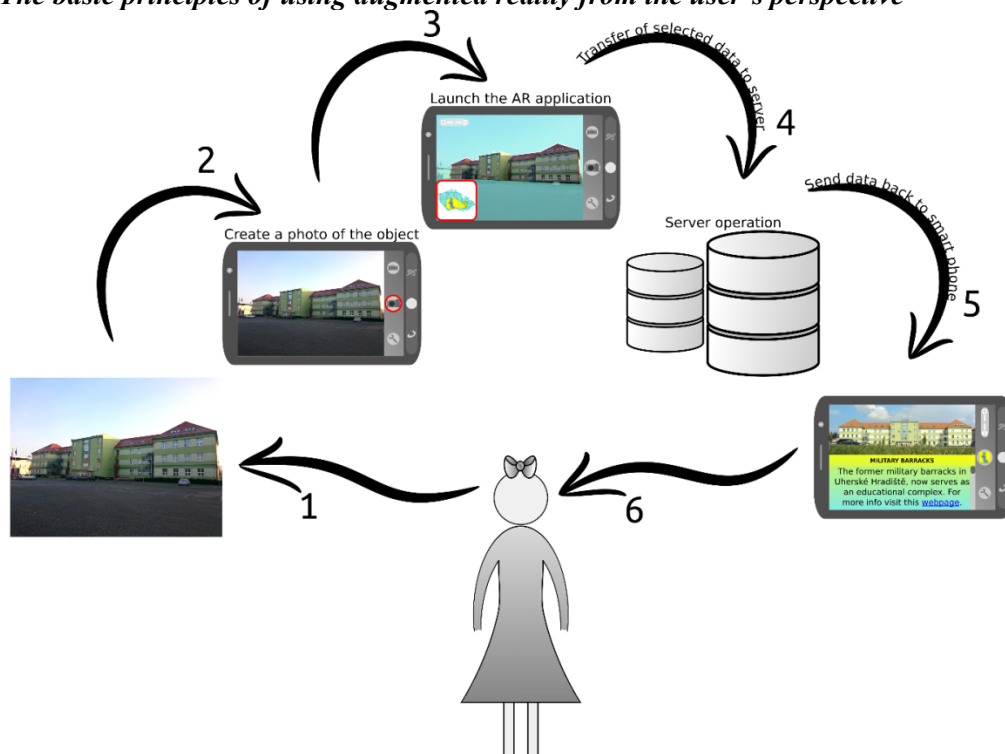 The basic principles of using augmented reality from the user's perspective
3
Transfer of selected data to server
Launch the AR application
4
2
Send data back to smart phone
Create a photo of the object
Server operation
5
MILITARY BARRACKS
The former military barracks in
Uherské Hradiště, now serves as
an educational complex. For
more info visit this webpage.
1
6